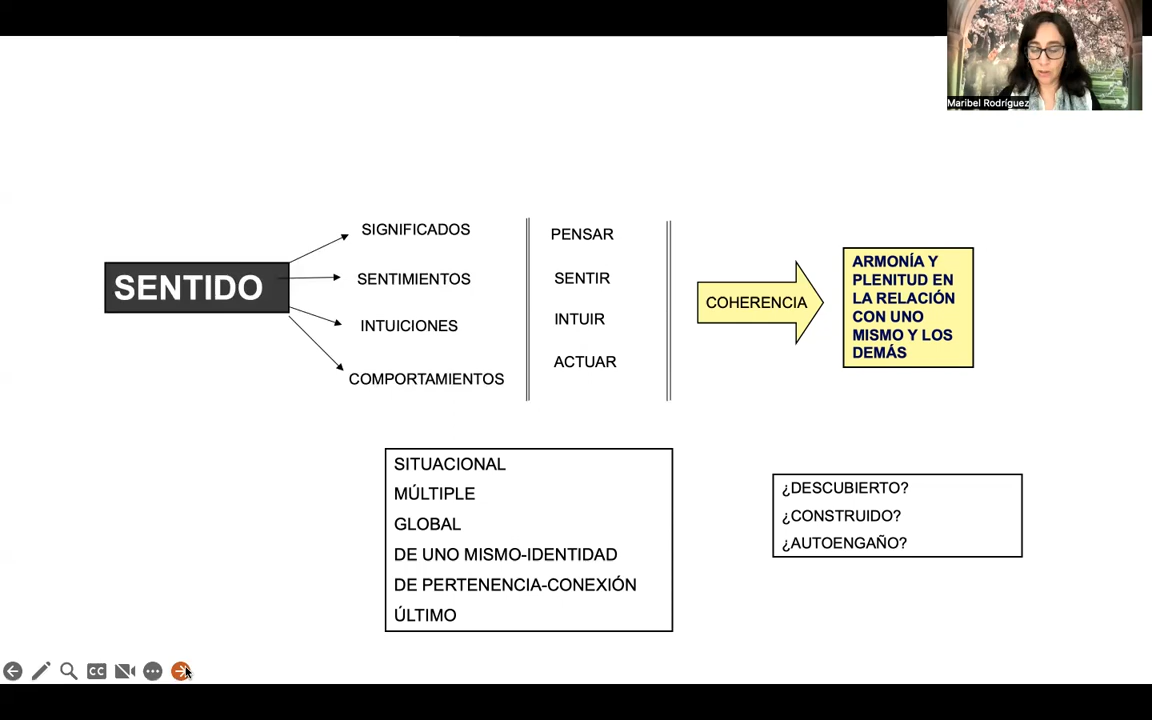 Maribel Rodríguez
SENTIDO
SIGNIFICADOS
SENTIMIENTOS
INTUICIONES
COMPORTAMIENTOS
PENSAR
SENTIR
INTUIR
ACTUAR
COHERENCIA
ARMONÍA Y
PLENITUD EN
LA RELACIÓN
CON UNO
MISMO Y LOS
DEMÁS
SITUACIONAL
MÚLTIPLE
GLOBAL
DE UNO MISMO-IDENTIDAD
DE PERTENENCIA-CONEXIÓN
ÚLTIMO
¿DESCUBIERTO?
¿CONSTRUIDO?
¿AUTOENGAÑO?
CC